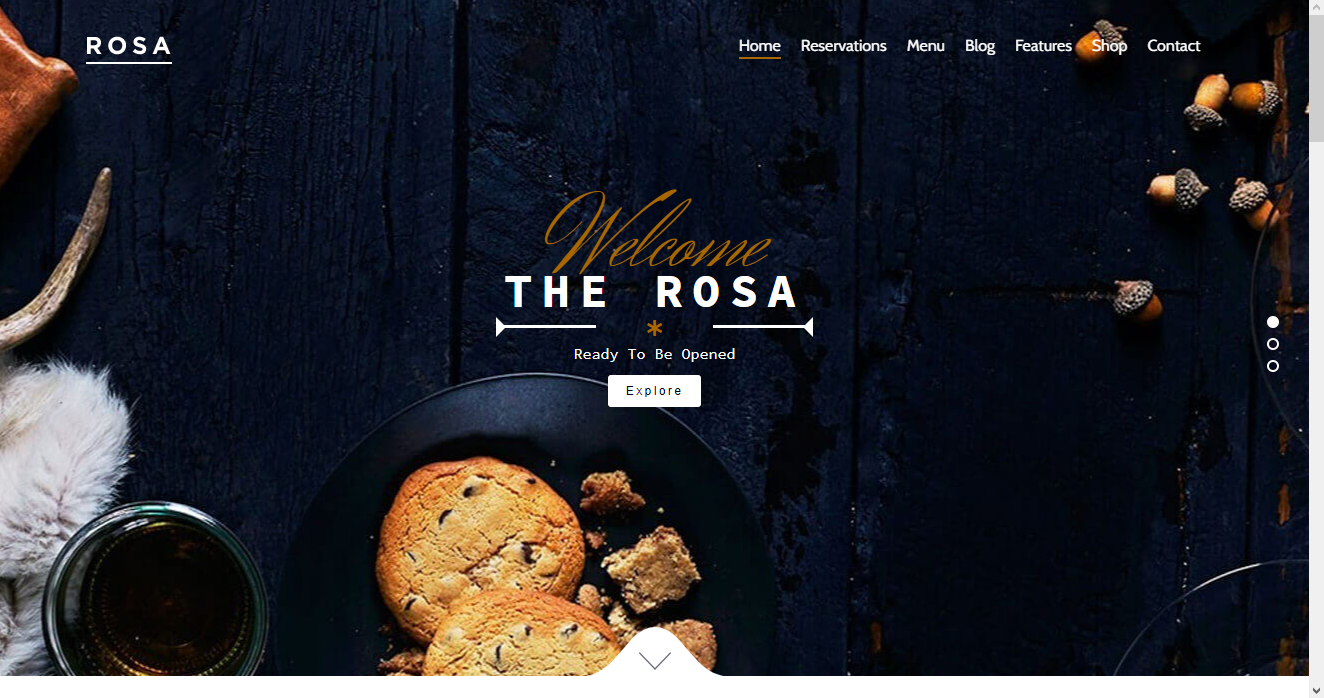 ROSA
Home Reservations Menu Blog Features Shop Contact
Welcome
THE ROSA
*
Ready To Be Opened
Explore